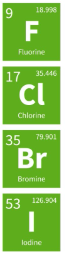 9 18.998
F
Fluorine
17 35.446
Cl
Chlorine
35 79.901
Br
Bromine
53 126.904
I
Iodine